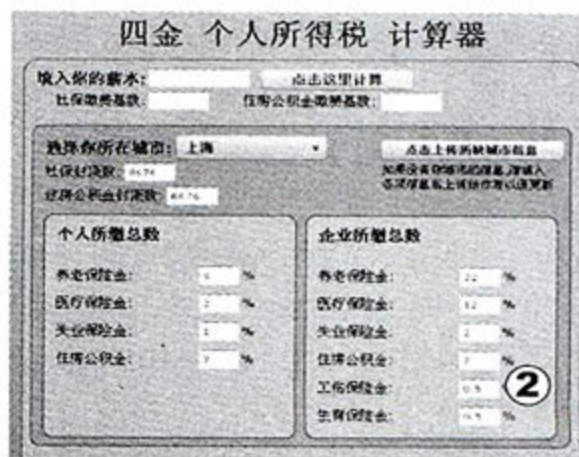 四金 个人所得税 计算器
填入你的薪水: 点击这里计算
社保缴费基数: 住房公积金缴费基数:
选择你所在城市: 上海 点击上传所缺城市信息
社保封顶数:
住房公积金封顶数:
个人所缴总数
养老保险金: %
医疗保险金: 2 %
失业保险金: 1 %
住房公积金: 7 %
企业所缴总数
养老保险金: 22 %
医疗保险金: 12 %
失业保险金: 2 %
住房公积金: 7 %
工伤保险金: 0.5
生育保险金: 0.5 %
②